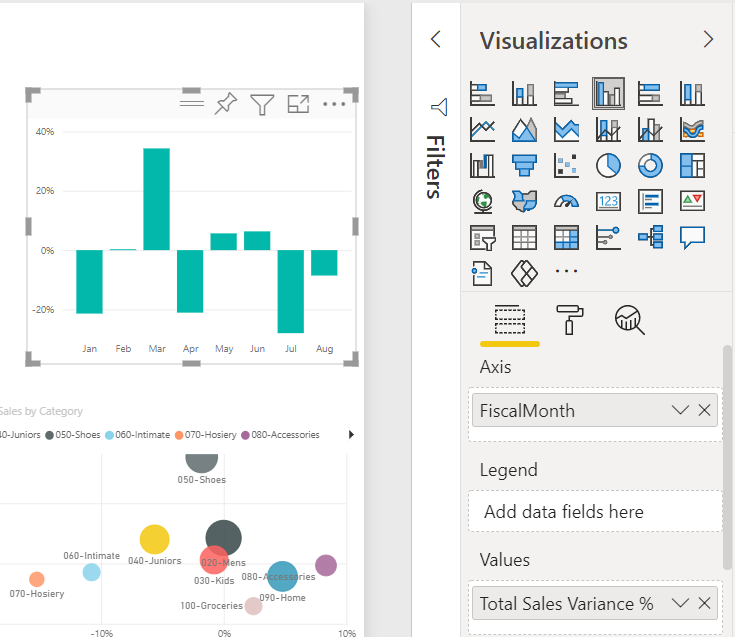 40%
20%
0%
-20%
Jan Feb Mar Apr May Jun Jul Aug
Sales by Category
0-Juniors 050-Shoes 060-Intimate 070-Hosiery 080-Accessories
050-Shoes
020-Mens
060-Intimate
040-Juniors
030-Kids
080-Accessories
070-Hosiery
090-Home
100-Groceries
-10% 0% 10%
Filters
Visualizations
123
Axis
FiscalMonth
Legend
Add data fields here
Values
Total Sales Variance %